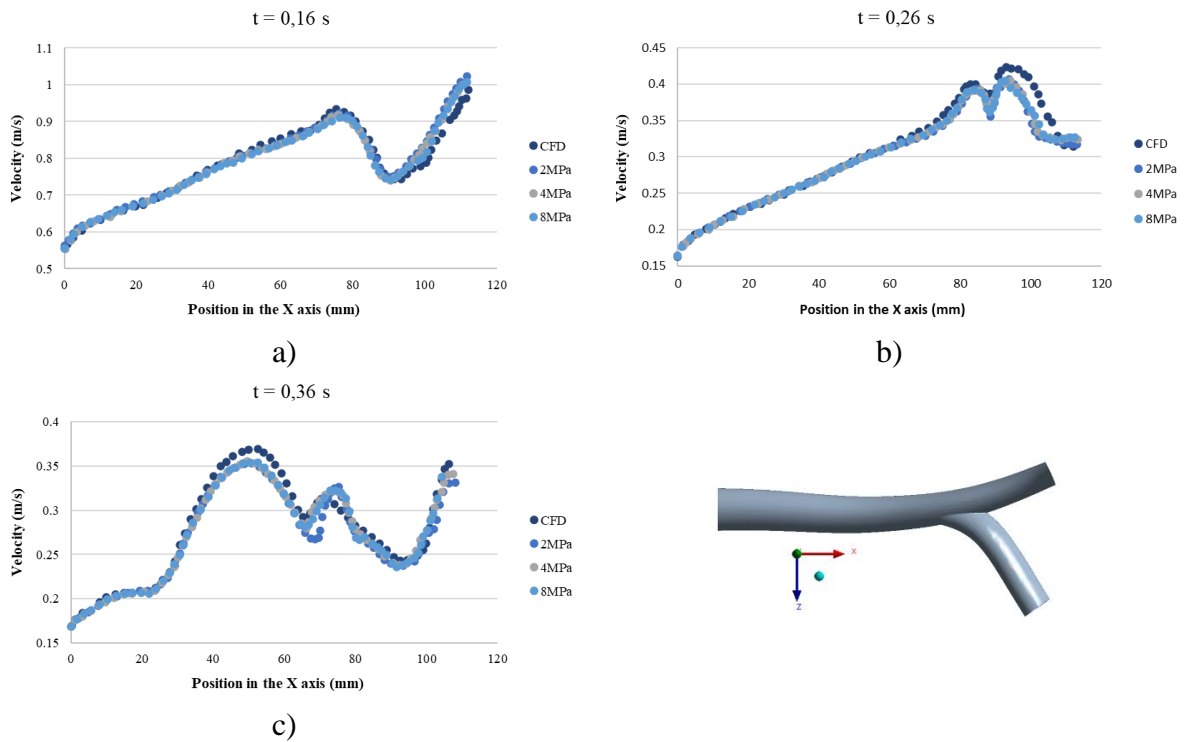 t = 0,16 s
1.1
1
0.9
0.8
0.7
0.6
0.5
Velocity (m/s)
0 20 40 60 80 100 120
Position in the X axis (mm)
CFD
2MPa
4MPa
8MPa
a)
t = 0,26 s
0.45
0.4
0.35
0.3
0.25
0.2
0.15
Velocity (m/s)
0 20 40 60 80 100 120
Position in the X axis (mm)
CFD
2MPa
4MPa
8MPa
b)
t = 0,36 s
0.4
0.35
0.3
0.25
0.2
0.15
Velocity (m/s)
0 20 40 60 80 100 120
Position in the X axis (mm)
CFD
2MPa
4MPa
8MPa
c)
x
z